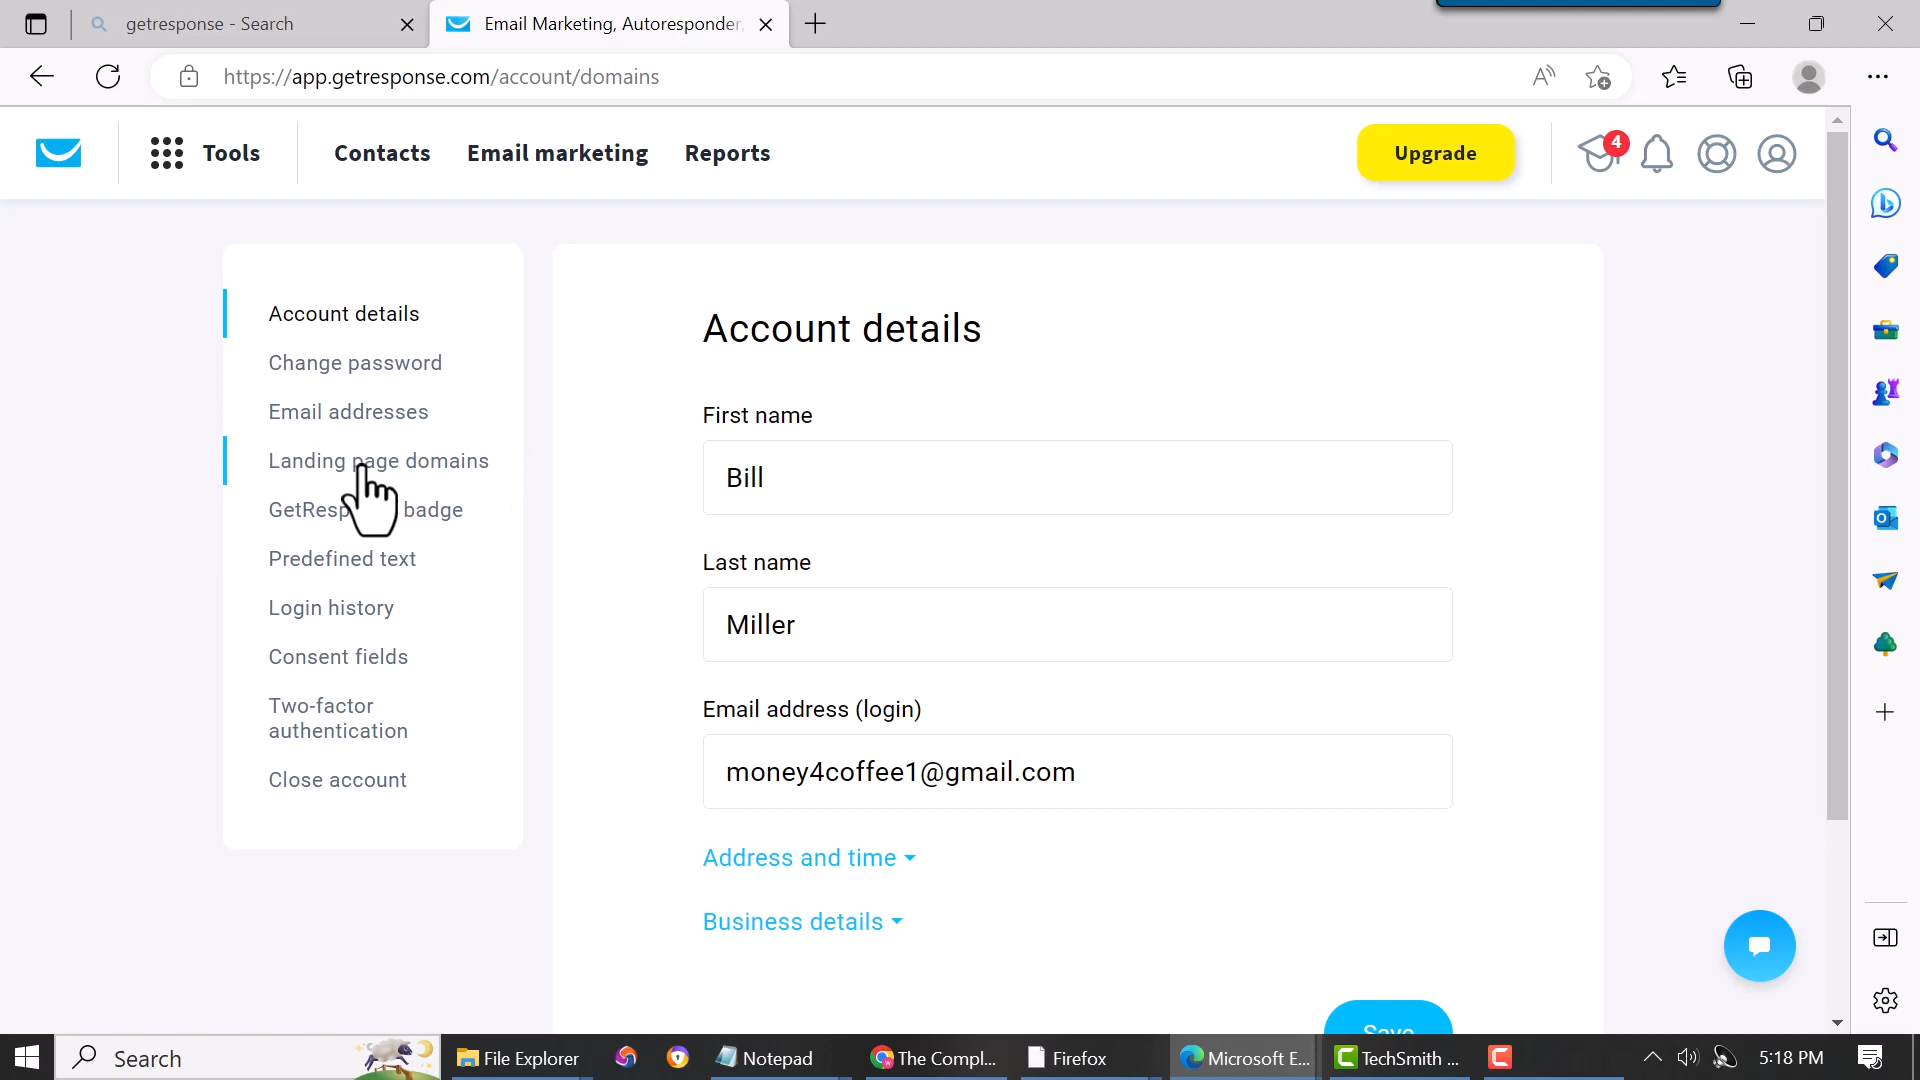 getresponse - Search
Email Marketing, Autoresponder,
https://app.getresponse.com/account/domains
Tools
Contacts
Email marketing
Reports
Upgrade
4
Account details
Change password
Email addresses
Landing page domains
GetResp badge
Predefined text
Login history
Consent fields
Two-factor
authentication
Close account
Account details
First name
Bill
Last name
Miller
Email address (login)
money4coffee1@gmail.com
Address and time
Business details
Save
Search
File Explorer
Notepad
The Compl...
Firefox
Microsoft E...
TechSmith ...
5:18 PM